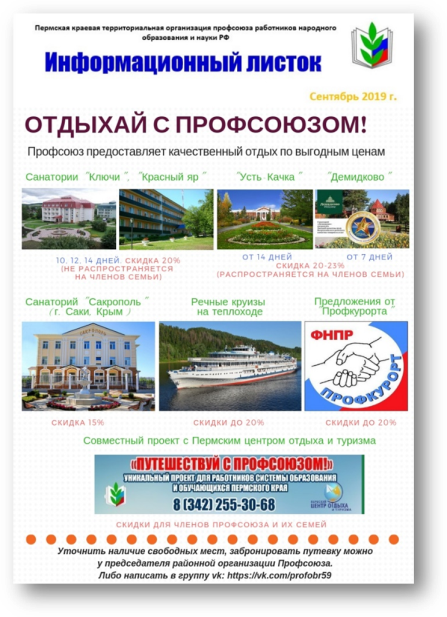 Пермская краевая территориальная организация профсоюза работников народного
образования и науки РФ
Информационный листок
Сентябрь 2019 г.
ОТДЫХАЙ С ПРОФСОЮЗОМ!
Профсоюз предоставляет качественный отдых по выгодным ценам
Санатории "Ключи", "Красный яр" "Усть Качка" "Демидково"
10, 12, 14 ДНЕЙ. СКИДКА 20%
(НЕ РАСПРОСТРАНЯЕТСЯ
НА ЧЛЕНОВ СЕМЬИ)
ОТ 14 ДНЕЙ ОТ 7 ДНЕЙ
СКИДКА 20-23%
(РАСПРОСТРАНЯЕТСЯ НА ЧЛЕНОВ СЕМЬИ)
Санаторий "Сакрополь"
(г. Саки, Крым)
Речные круизы
на теплоходе
Предложения от
"Профкурорта"
ФНПР
ПРОФКУРОРТ
СКИДКА 15% СКИДКИ ДО 20% СКИДКИ ДО 20%
Совместный проект с Пермским центром отдыха и туризма
«ПУТЕШЕСТВУЙ С ПРОФСОЮЗОМ!»
УНИКАЛЬНЫЙ ПРОЕКТ ДЛЯ РАБОТНИКОВ СИСТЕМЫ ОБРАЗОВАНИЯ
И ОБУЧАЮЩИХСЯ ПЕРМСКОГО КРАЯ
8 (342) 255-30-68
ЦЕНТР ОТДЫХА
СКИДКИ ДЛЯ ЧЛЕНОВ ПРОФСОЮЗА И ИХ СЕМЕЙ
Уточнить наличие свободных мест, забронировать путевку можно
у председателя районной организации Профсоюза.
Либо написать в группу vk: https://vk.com/profobr59